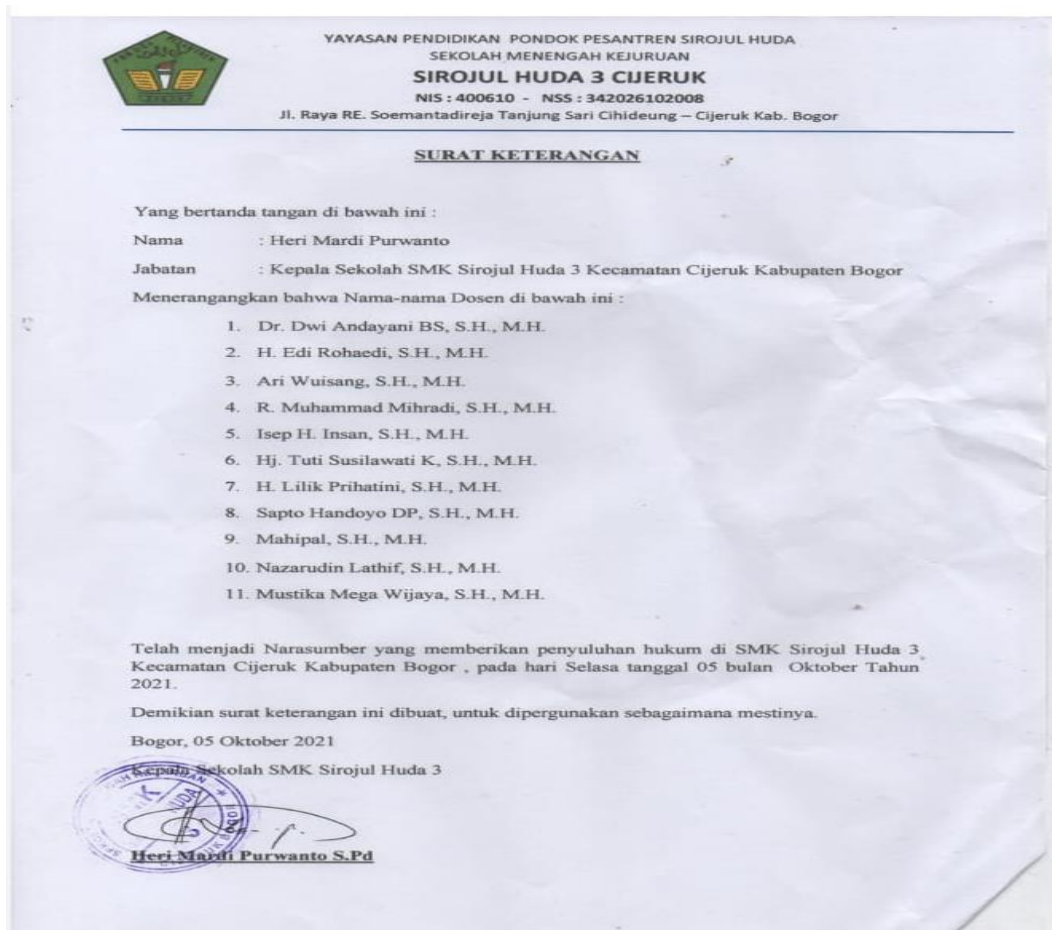 YAYASAN PENDIDIKAN PONDOK PESANTREN SIROJUL HUDA
SEKOLAH MENENGAH KEJURUAN
SIROJUL HUDA 3 CIJERUK
NIS : 400610 - NSS : 342026102008
Jl. Raya RE. Soemantadireja Tanjung Sari Cihideung – Cijeruk Kab. Bogor
SURAT KETERANGAN
Yang bertanda tangan di bawah ini :
Nama : Heri Mardi Purwanto
Jabatan : Kepala Sekolah SMK Sirojul Huda 3 Kecamatan Cijeruk Kabupaten Bogor
Menerangangkan bahwa Nama-nama Dosen di bawah ini :
1. Dr. Dwi Andayani BS, S.H., M.H.
2. H. Edi Rohaedi, S.H., M.H.
3. Ari Wuisang, S.H., M.H.
4. R. Muhammad Mihradi, S.H., M.H.
5. Isep H. Insan, S.H., M.H.
6. Hj. Tuti Susilawati K, S.H., M.H.
7. H. Lilik Prihatini, S.H., M.H.
8. Sapto Handoyo DP, S.H., M.H.
9. Mahipal, S.H., M.H.
10. Nazarudin Lathif, S.H., M.H.
11. Mustika Mega Wijaya, S.H., M.H.
Telah menjadi Narasumber yang memberikan penyuluhan hukum di SMK Sirojul Huda 3
Kecamatan Cijeruk Kabupaten Bogor , pada hari Selasa tanggal 05 bulan Oktober Tahun
2021.
Demikian surat keterangan ini dibuat, untuk dipergunakan sebagaimana mestinya.
Bogor, 05 Oktober 2021
Kepala Sekolah SMK Sirojul Huda 3
Heri Mardi Purwanto S.Pd